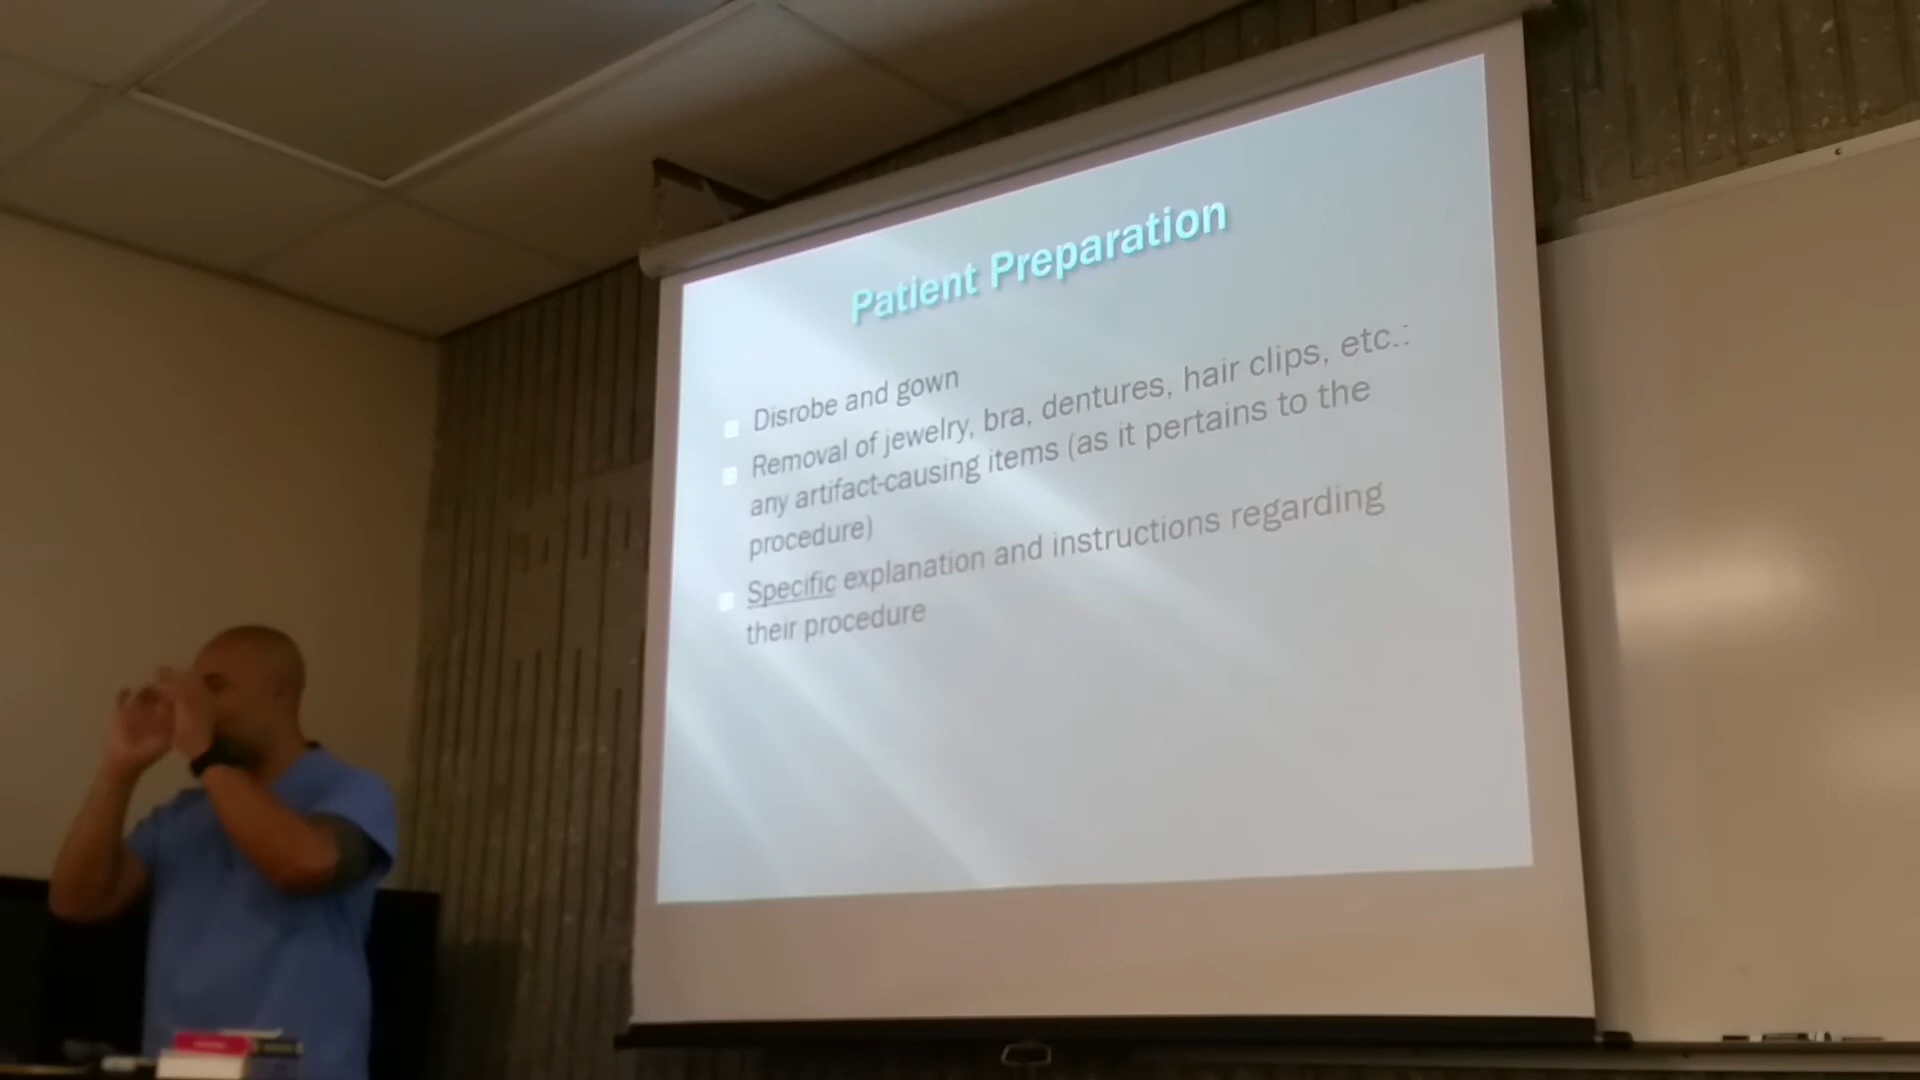 Patient Preparation
Disrobe and gown
Removal of jewelry, bra, dentures, hair clips, etc.:
any artifact-causing items (as it pertains to the
procedure)
Specific explanation and instructions regarding
their procedure